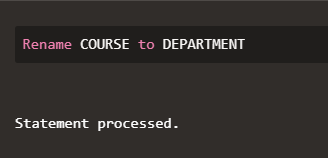 Rename COURSE to DEPARTMENT
Statement processed.